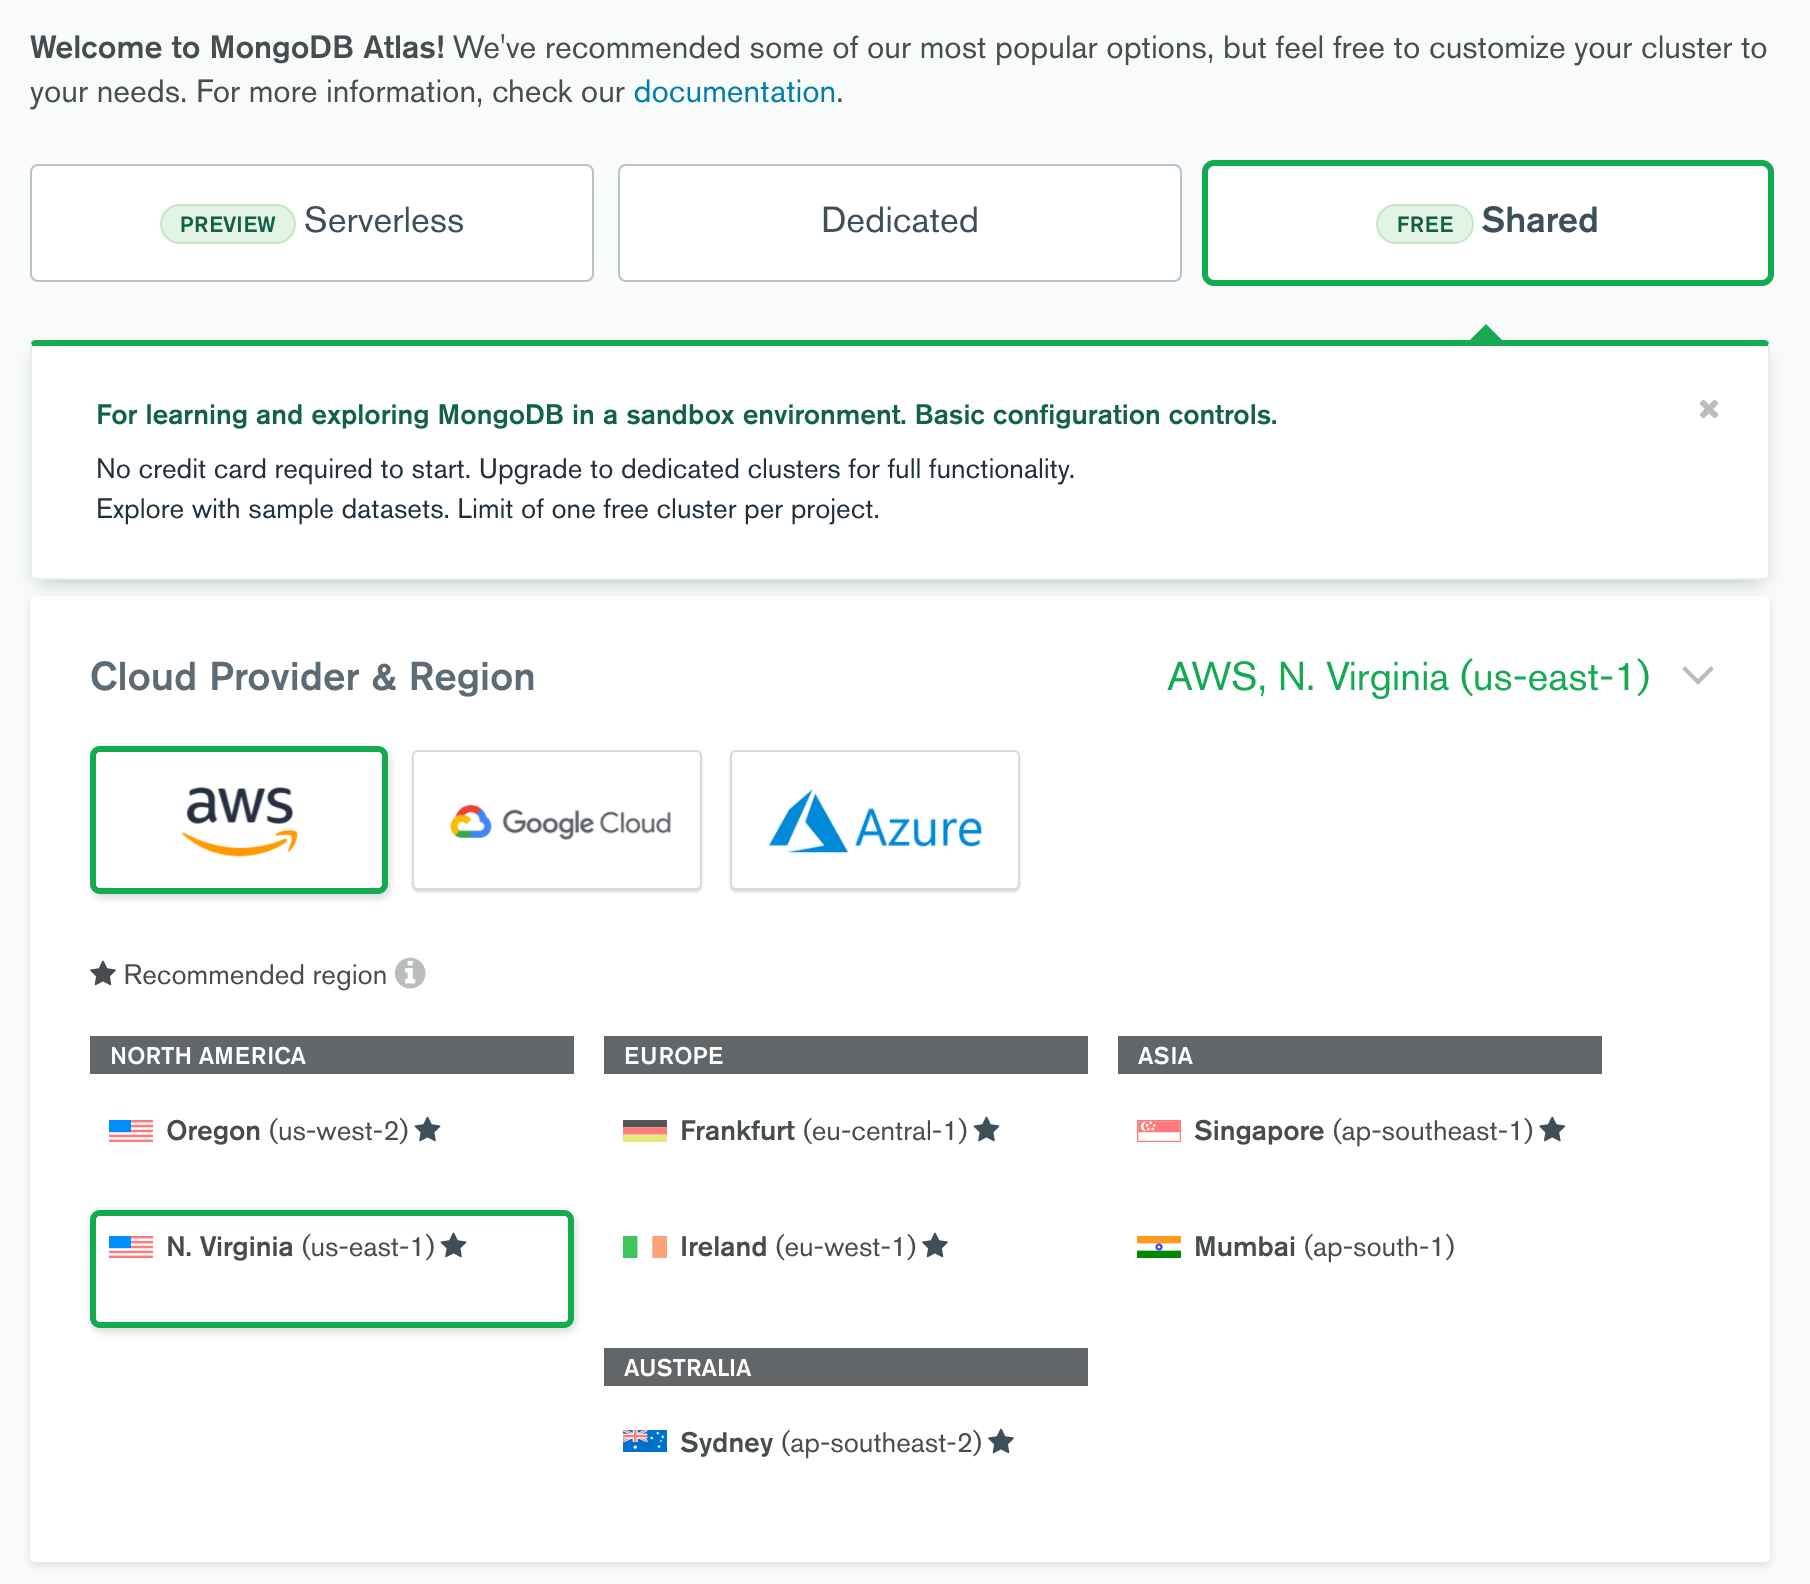 Welcome to MongoDB Atlas! We've recommended some of our most popular options, but feel free to customize your cluster to
your needs. For more information, check our documentation.
PREVIEW Serverless
Dedicated
FREE Shared
For learning and exploring MongoDB in a sandbox environment. Basic configuration controls.
No credit card required to start. Upgrade to dedicated clusters for full functionality.
Explore with sample datasets. Limit of one free cluster per project.
Cloud Provider & Region
AWS, N. Virginia (us-east-1)
aws
Google Cloud
Azure
Recommended region
NORTH AMERICA
Oregon (us-west-2)
N. Virginia (us-east-1)
EUROPE
Frankfurt (eu-central-1)
Ireland (eu-west-1)
AUSTRALIA
Sydney (ap-southeast-2)
ASIA
Singapore (ap-southeast-1)
Mumbai (ap-south-1)